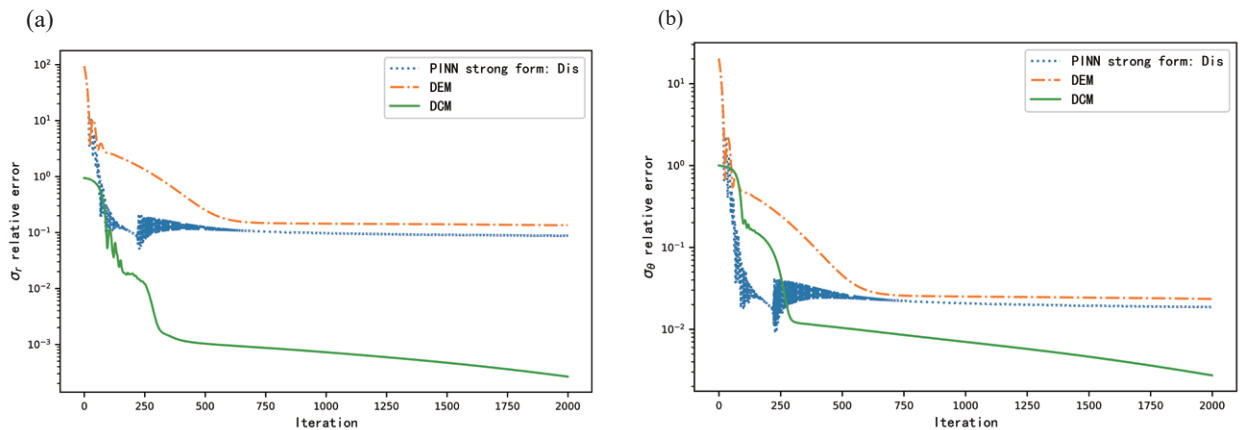 (a)
10²
10¹
10⁰
10⁻¹
10⁻²
10⁻³
σᵣ relative error
0 250 500 750 1000 1250 1500 1750 2000
Iteration
PINN strong form: Dis
DEM
DCM
(b)
10¹
10⁰
10⁻¹
10⁻²
σ_θ relative error
0 250 500 750 1000 1250 1500 1750 2000
Iteration
PINN strong form: Dis
DEM
DCM